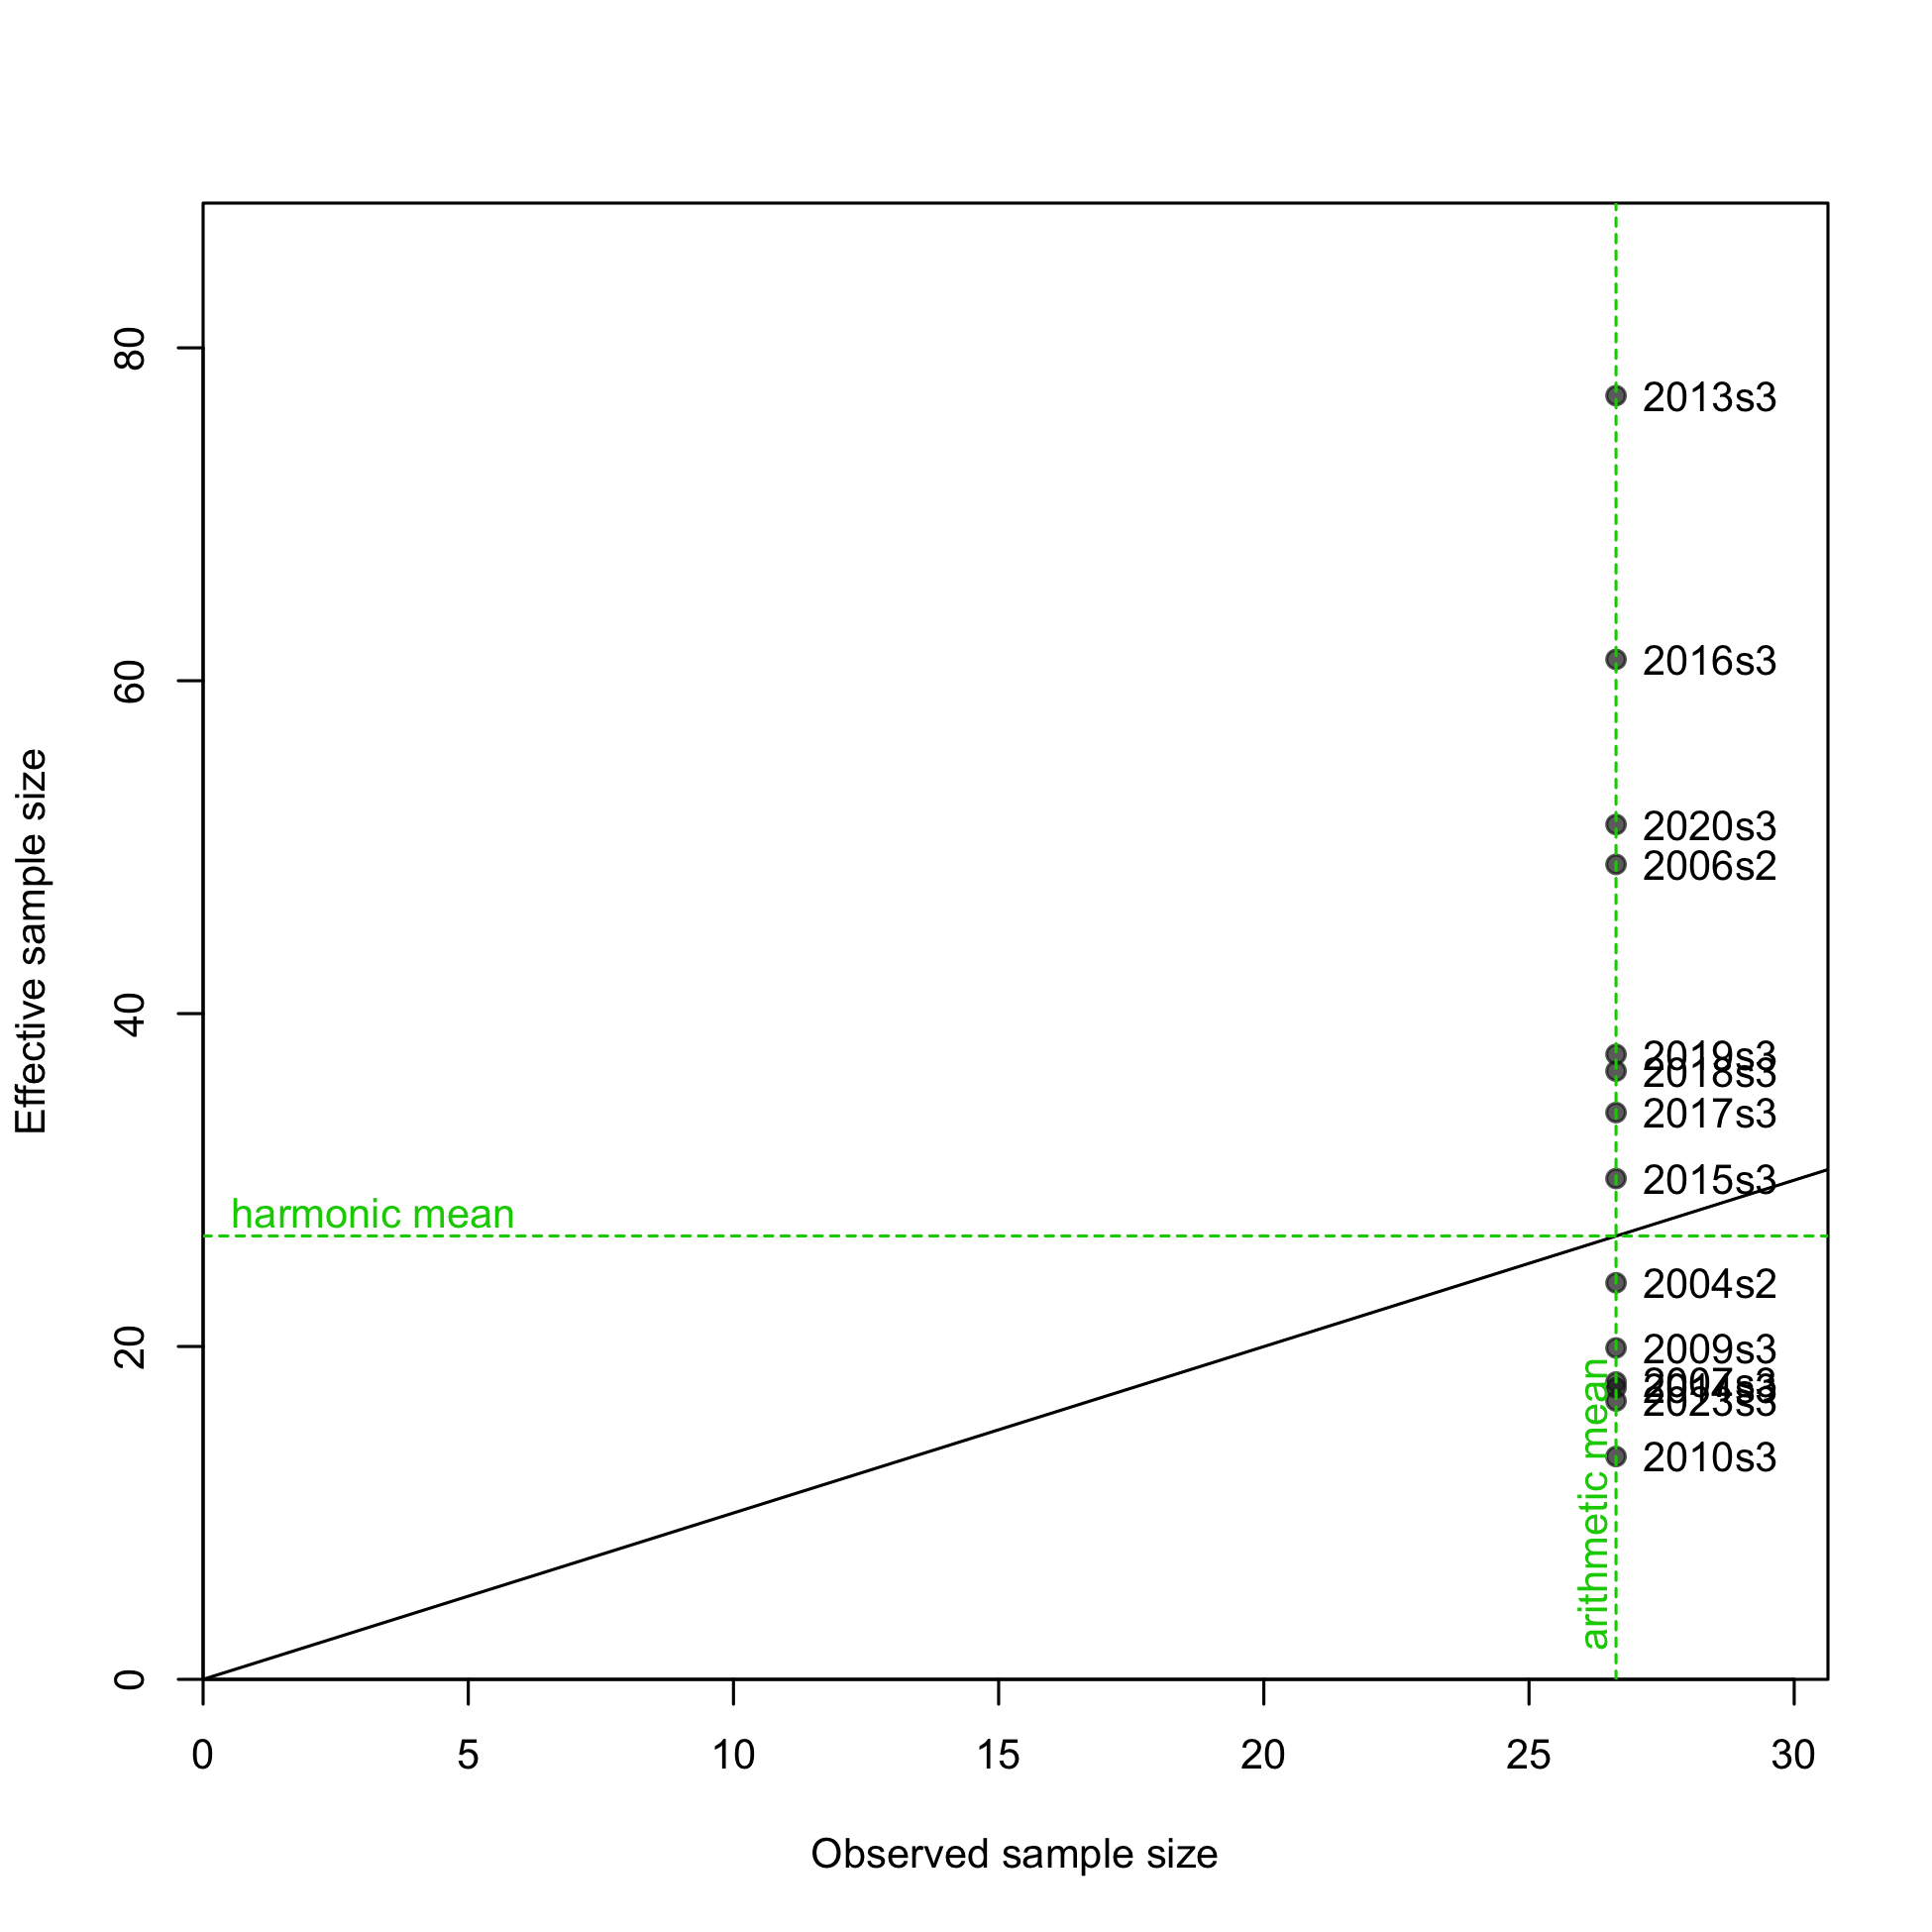 80
60
40
20
0
Effective sample size
2013s3
2016s3
2020s3
2006s2
2019s3
2018s3
2017s3
2015s3
harmonic mean
2004s2
2009s3
2007s3
2023s3
2010s3
arithmetic mean
0 5 10 15 20 25 30
Observed sample size